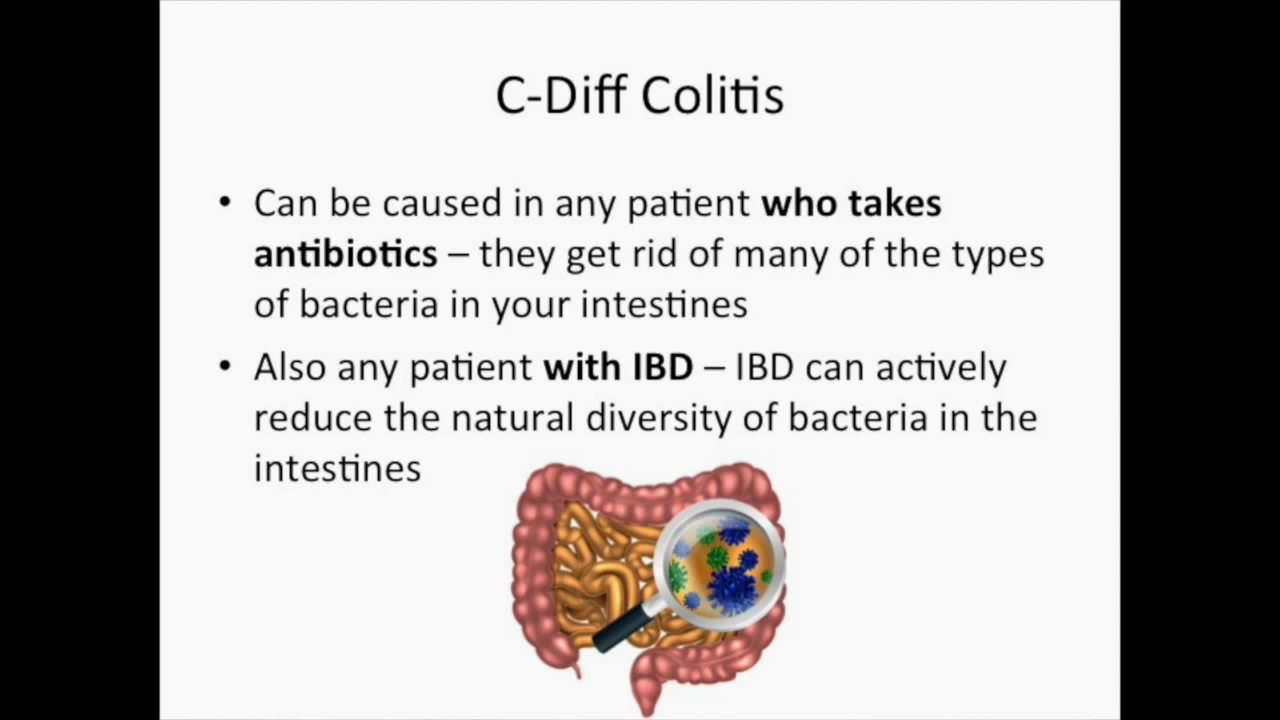 C-Diff Colitis
• Can be caused in any patient who takes
antibiotics – they get rid of many of the types
of bacteria in your intestines
• Also any patient with IBD – IBD can actively
reduce the natural diversity of bacteria in the
intestines